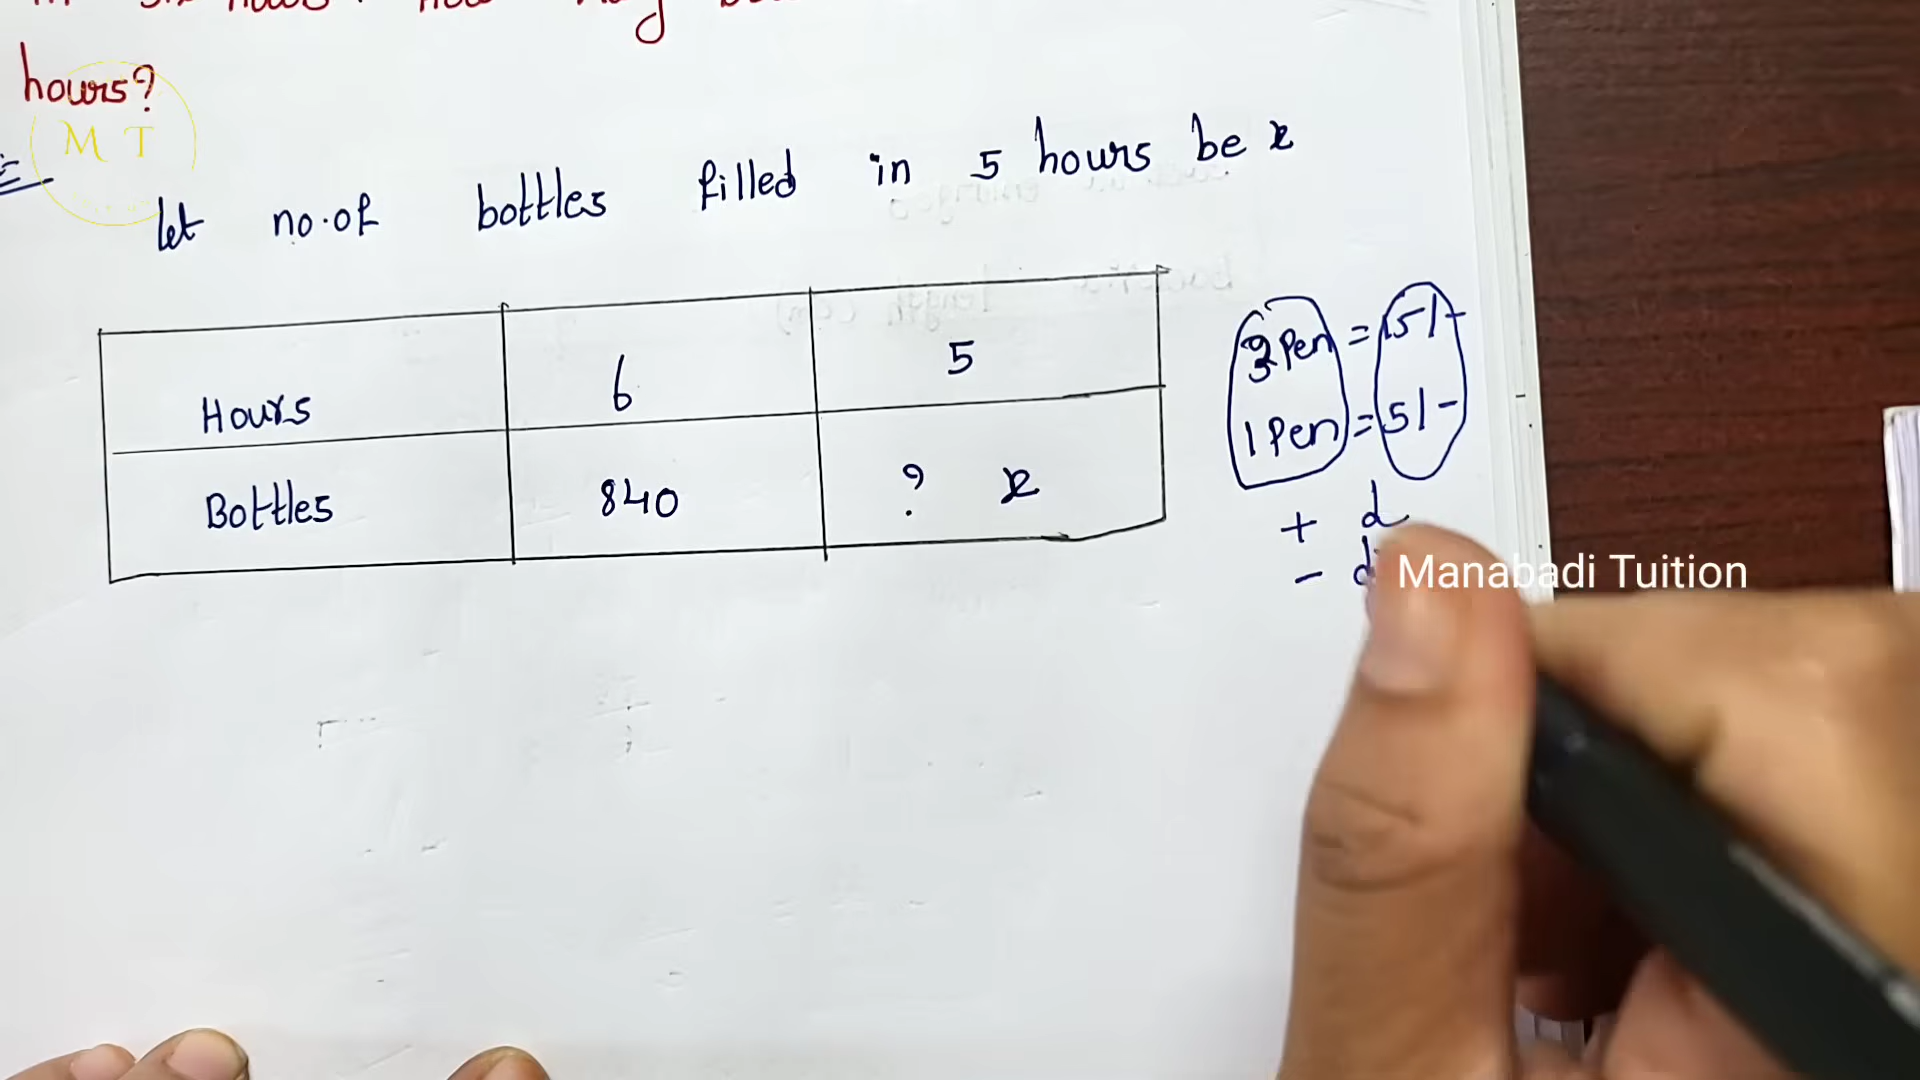 hours?
M T
let no.of bottles filled in 5 hours be x
Hours 6 5
Bottles 840 ? x
3 Pen = 15/-
1 Pen = 5/-
+ d
- d
Manabadi Tuition